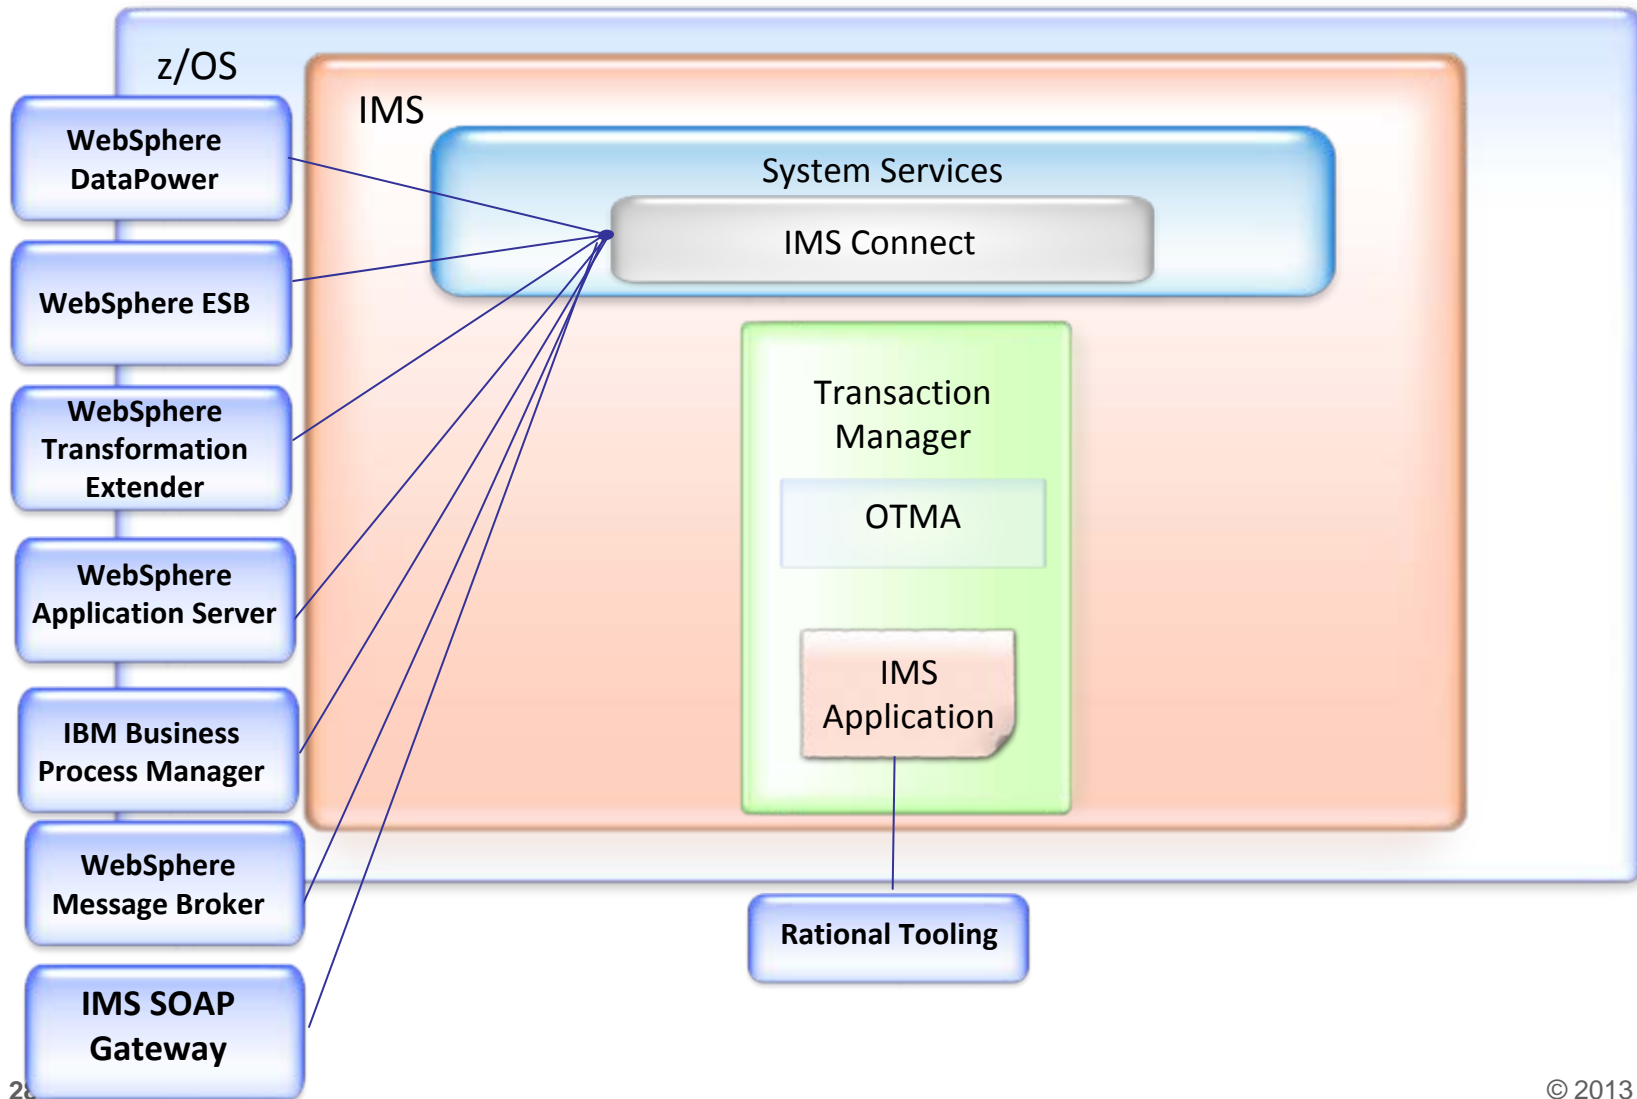 z/OS
IMS
WebSphere
DataPower
System Services
IMS Connect
WebSphere ESB
WebSphere
Transformation
Extender
Transaction
Manager
OTMA
WebSphere
Application Server
IMS
Application
IBM Business
Process Manager
WebSphere
Message Broker
Rational Tooling
IMS SOAP
Gateway
© 2013